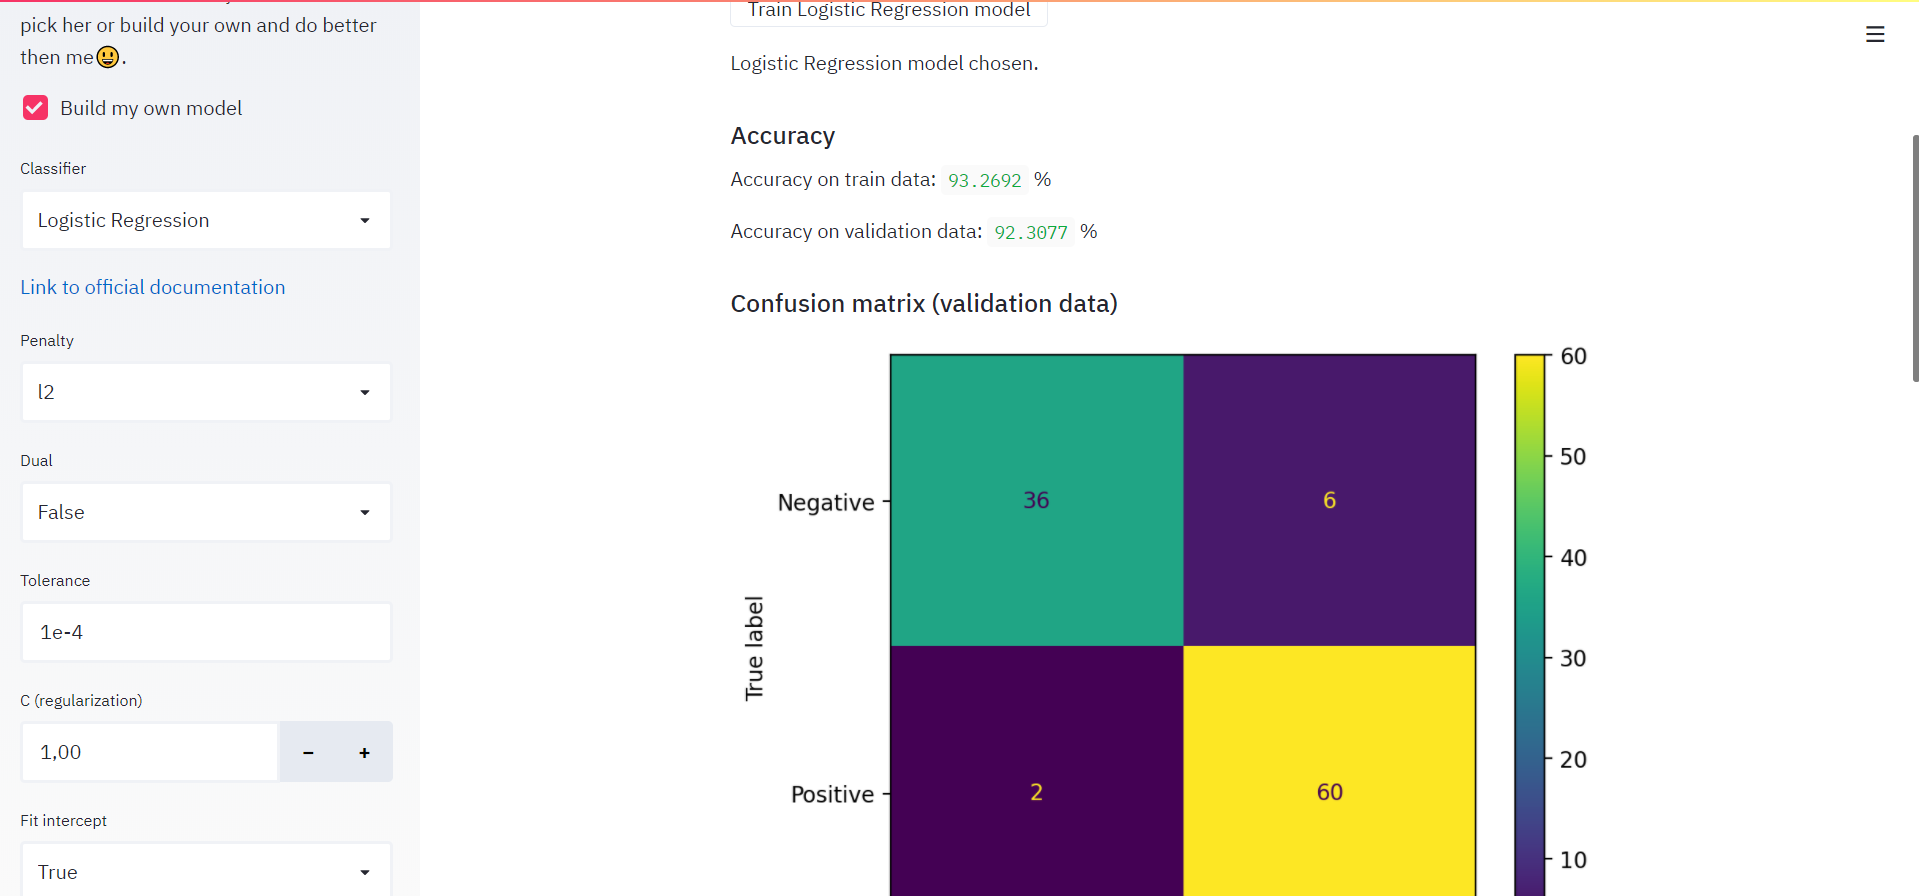 pick her or build your own and do better
then me😃.
Build my own model
Classifier
Logistic Regression
Link to official documentation
Penalty
l2
Dual
False
Tolerance
1e-4
C (regularization)
1,00
−
+
Fit intercept
True
Train Logistic Regression model
Logistic Regression model chosen.
Accuracy
Accuracy on train data: 93.2692 %
Accuracy on validation data: 92.3077 %
Confusion matrix (validation data)
True label
Negative
36
6
Positive
2
60
60
50
40
30
20
10